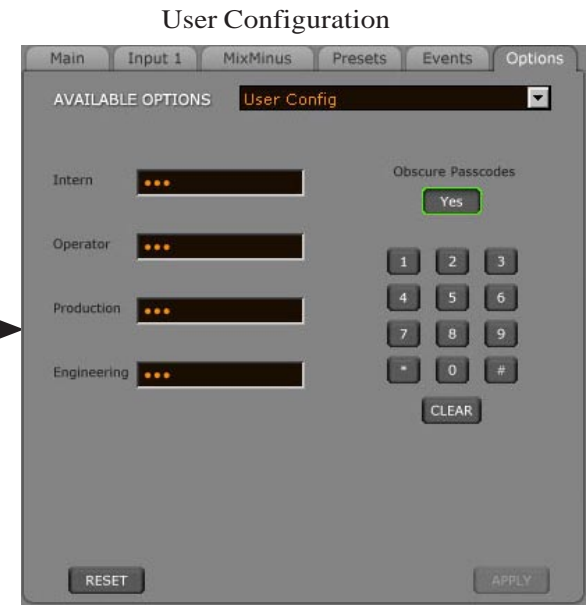 User Configuration
Main Input 1 MixMinus Presets Events Options
AVAILABLE OPTIONS User Config
Intern •••
Obscure Passcodes
Yes
Operator •••
1 2 3
Production •••
4 5 6
7 8 9
Engineering •••
* 0 #
CLEAR
RESET APPLY